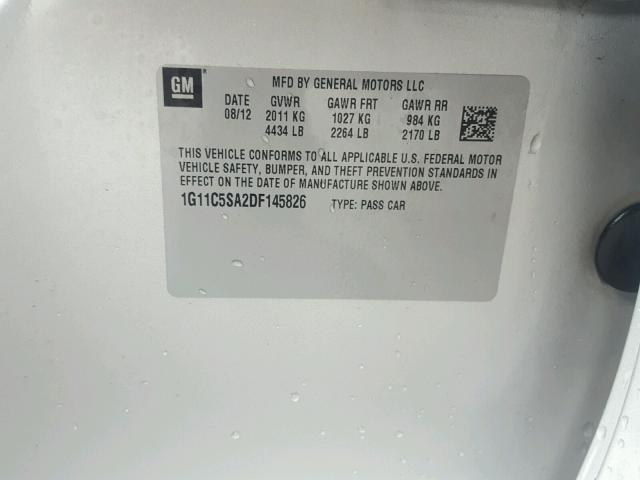 GM ® MFD BY GENERAL MOTORS LLC
DATE GVWR GAWR FRT GAWR RR
08/12 2011 KG 1027 KG 984 KG
4434 LB 2264 LB 2170 LB
THIS VEHICLE CONFORMS TO ALL APPLICABLE U.S. FEDERAL MOTOR
VEHICLE SAFETY, BUMPER, AND THEFT PREVENTION STANDARDS IN
EFFECT ON THE DATE OF MANUFACTURE SHOWN ABOVE.
1G11C5SA2DF145826 TYPE: PASS CAR